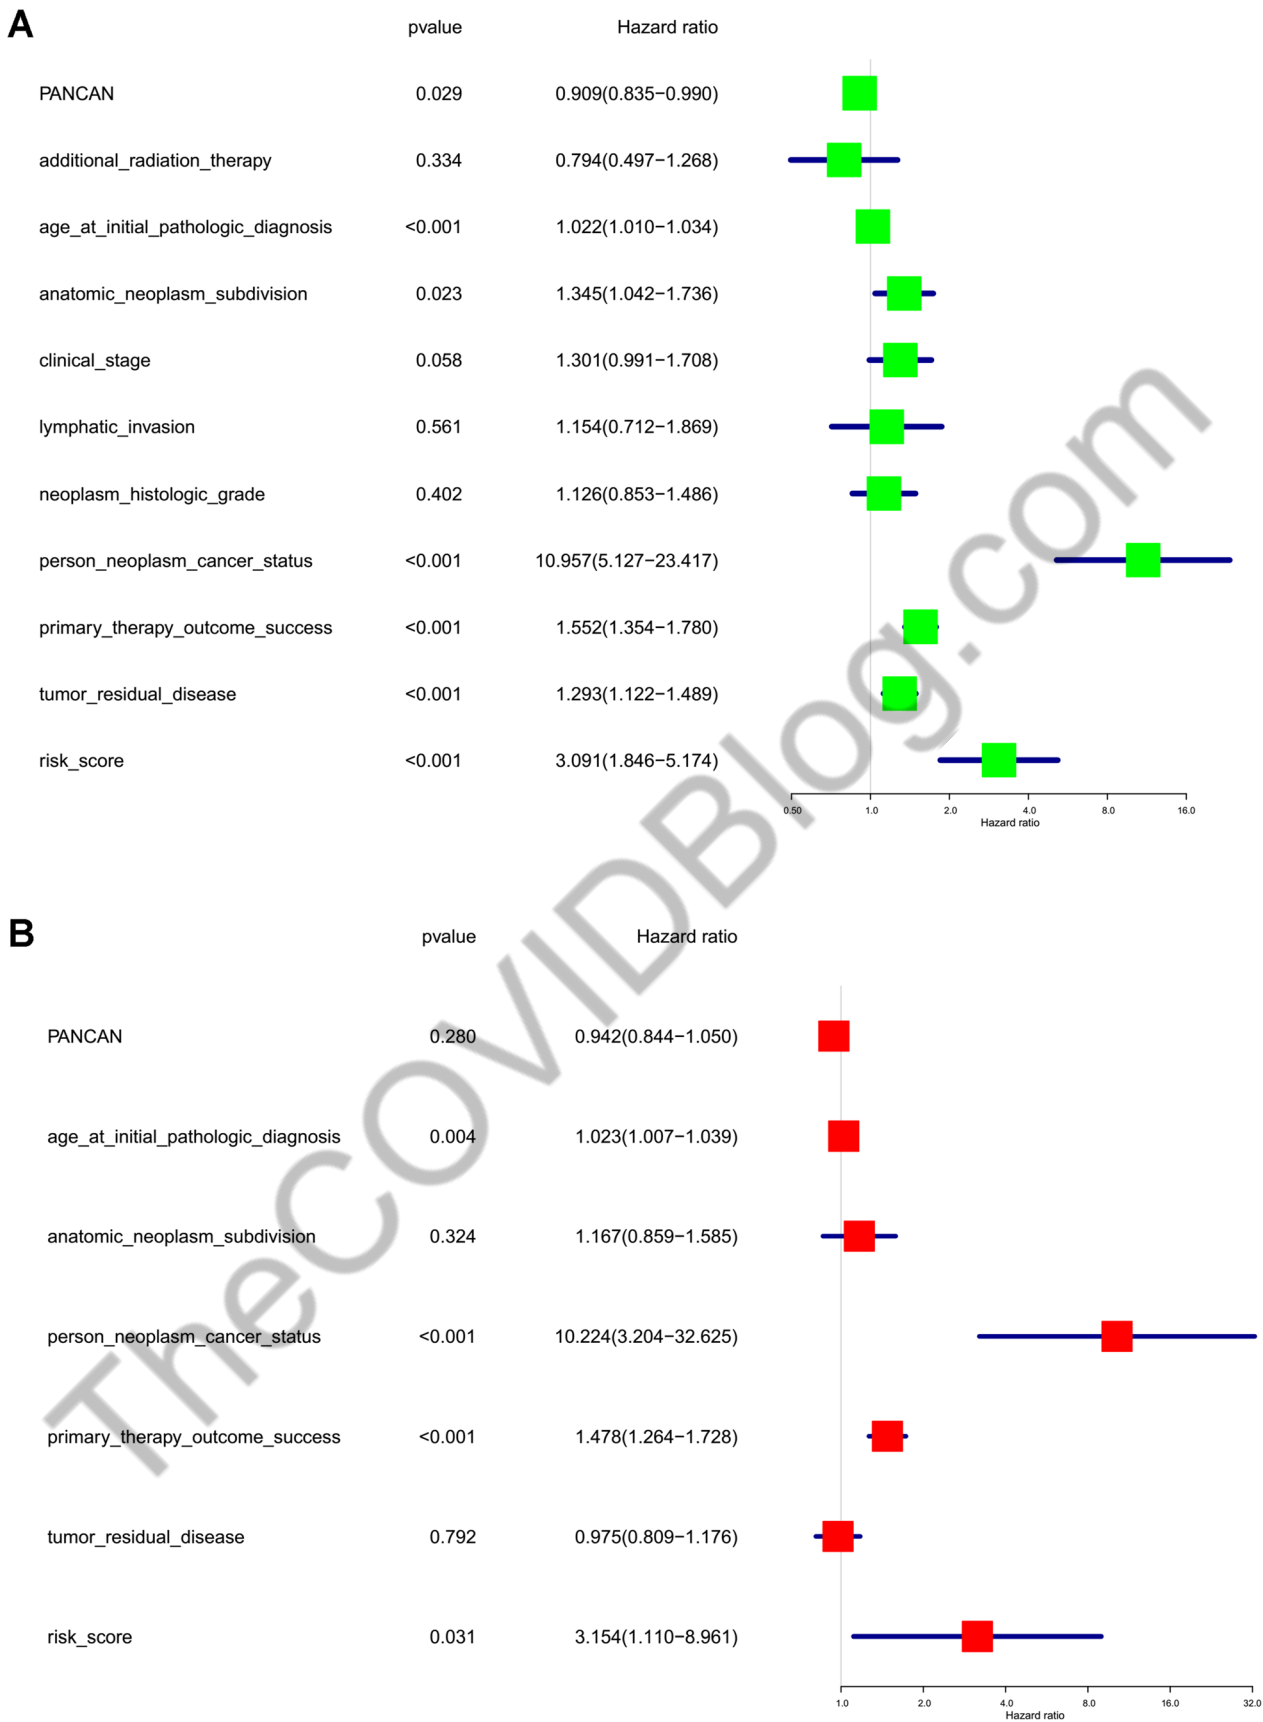 A
pvalue Hazard ratio
PANCAN 0.029 0.909(0.835−0.990)
additional_radiation_therapy 0.334 0.794(0.497−1.268)
age_at_initial_pathologic_diagnosis <0.001 1.022(1.010−1.034)
anatomic_neoplasm_subdivision 0.023 1.345(1.042−1.736)
clinical_stage 0.058 1.301(0.991−1.708)
lymphatic_invasion 0.561 1.154(0.712−1.869)
neoplasm_histologic_grade 0.402 1.126(0.853−1.486)
person_neoplasm_cancer_status <0.001 10.957(5.127−23.417)
primary_therapy_outcome_success <0.001 1.552(1.354−1.780)
tumor_residual_disease <0.001 1.293(1.122−1.489)
risk_score <0.001 3.091(1.846−5.174)
0.50 1.0 2.0 4.0 8.0 16.0
Hazard ratio
B
pvalue Hazard ratio
PANCAN 0.280 0.942(0.844−1.050)
age_at_initial_pathologic_diagnosis 0.004 1.023(1.007−1.039)
anatomic_neoplasm_subdivision 0.324 1.167(0.859−1.585)
person_neoplasm_cancer_status <0.001 10.224(3.204−32.625)
primary_therapy_outcome_success <0.001 1.478(1.264−1.728)
tumor_residual_disease 0.792 0.975(0.809−1.176)
risk_score 0.031 3.154(1.110−8.961)
1.0 2.0 4.0 8.0 16.0 32.0
Hazard ratio
TheCOVIDBlog.com